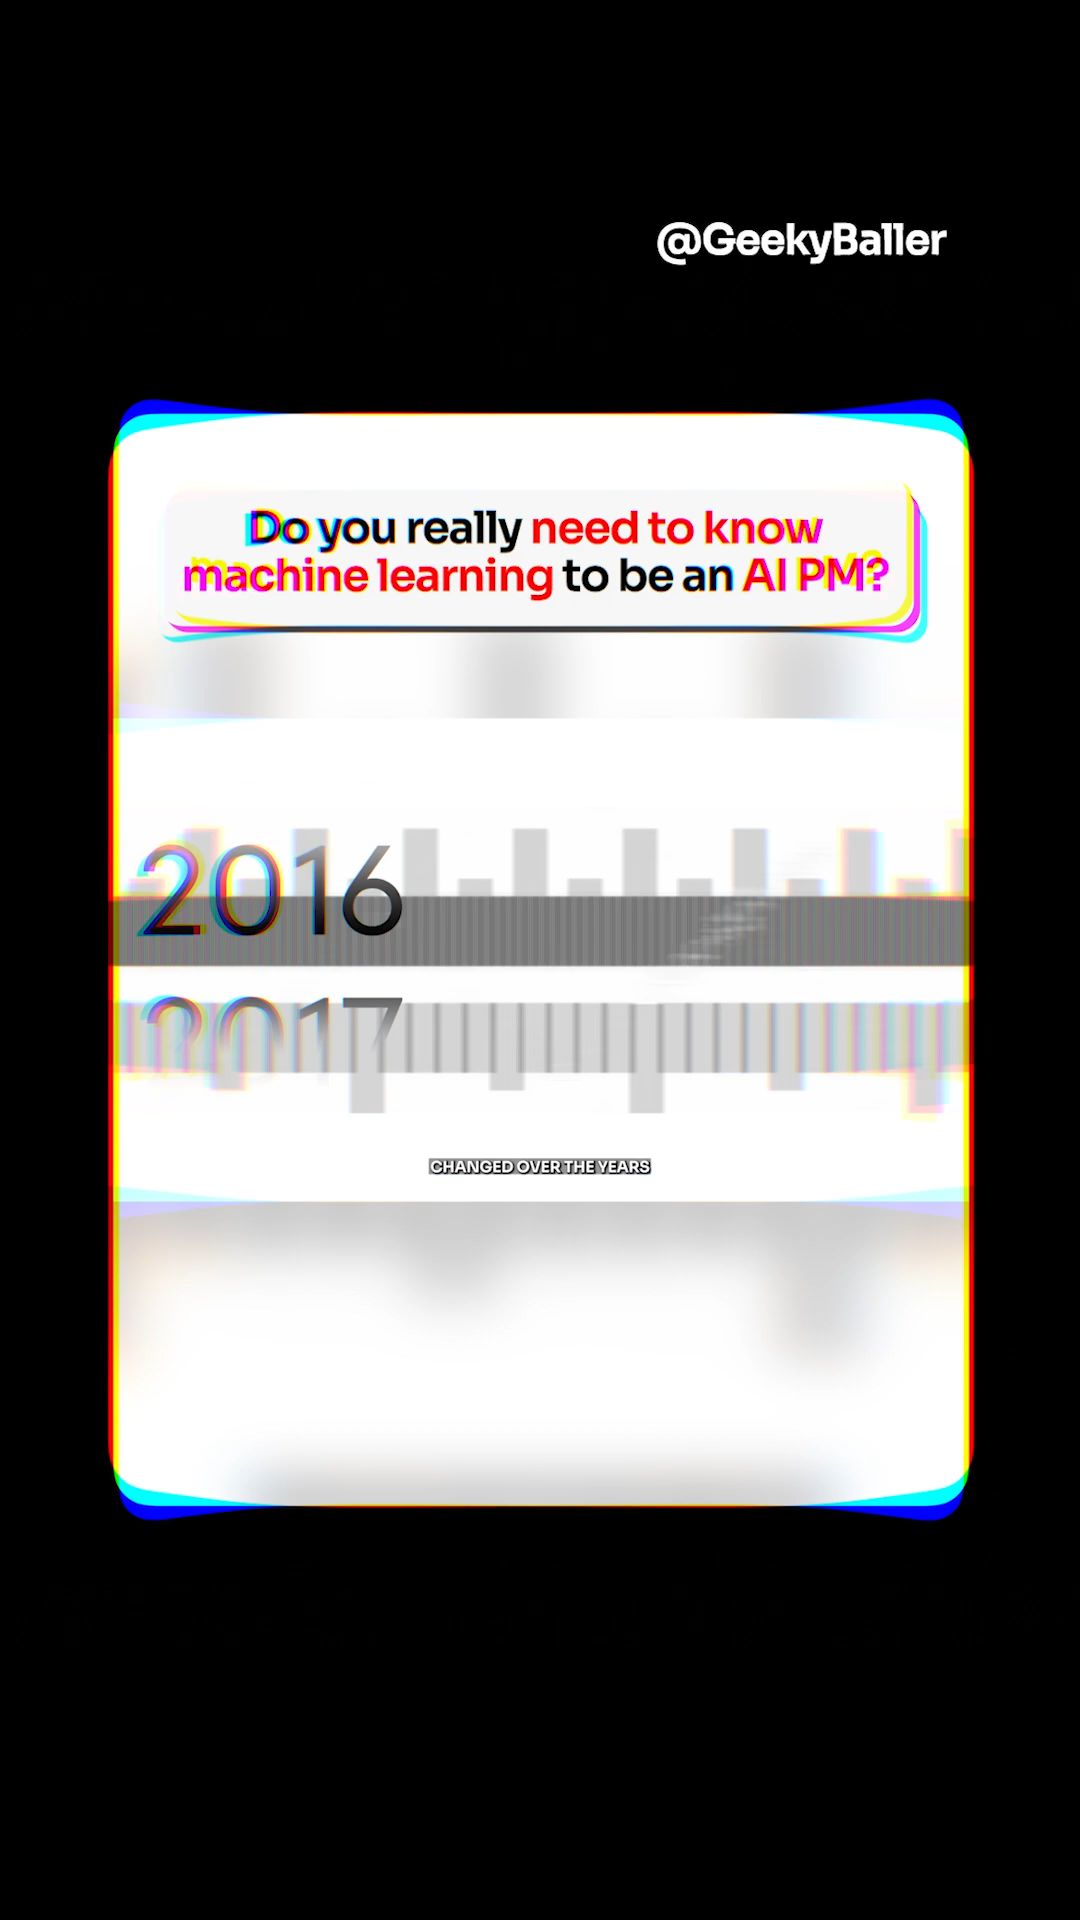 @GeekyBaller
Do you really need to know
machine learning to be an AI PM?
2016
2017
CHANGED OVER THE YEARS